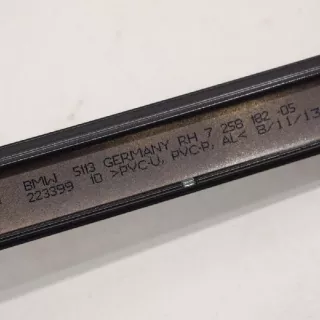 BMW 5113 GERMANY RH 7 258 182 05
223399 10 >PVC-U, PVC-P, AL< 8/11/13